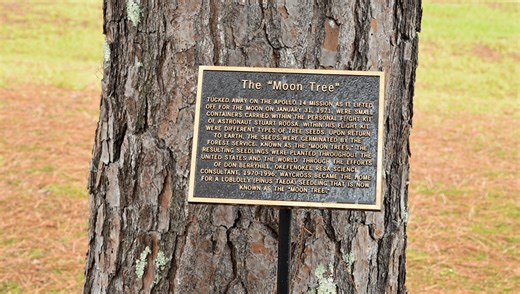 The "Moon Tree"
TUCKED AWAY ON THE APOLLO 14 MISSION AS IT LIFTED
OFF FOR THE MOON ON JANUARY 31, 1971, WERE SMALL
CONTAINERS CARRIED WITHIN THE PERSONAL FLIGHT KIT
OF ASTRONAUT STUART ROOSA. WITHIN HIS FLIGHT KIT
WERE DIFFERENT TYPES OF TREE SEEDS. UPON RETURN
TO EARTH, THE SEEDS WERE GERMINATED BY THE
FOREST SERVICE. KNOWN AS THE "MOON TREES," THE
RESULTING SEEDLINGS WERE PLANTED THROUGHOUT THE
UNITED STATES AND THE WORLD. THROUGH THE EFFORTS
OF DON BERRYHILL, OKEFENOKEE RESA SCIENCE
CONSULTANT, 1970-1996, WAYCROSS BECAME THE HOME
FOR A LOBLOLLY (PINUS TAEDA) SEEDLING THAT IS NOW
KNOWN AS THE "MOON TREE."